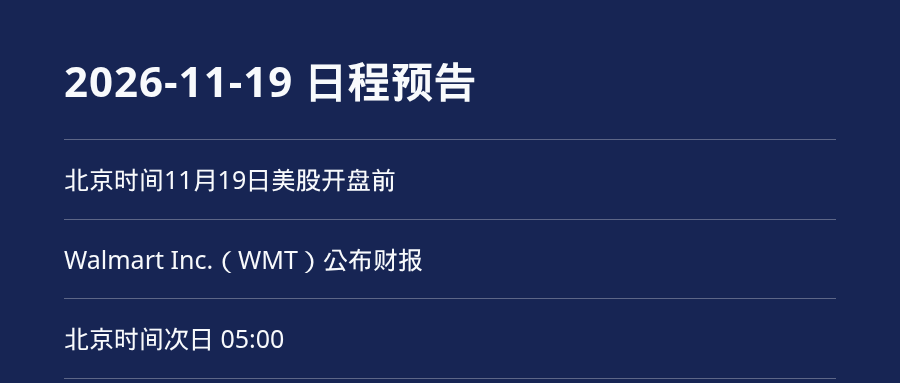 2026-11-19 日程预告
北京时间11月19日美股开盘前
Walmart Inc.（WMT）公布财报
北京时间次日 05:00